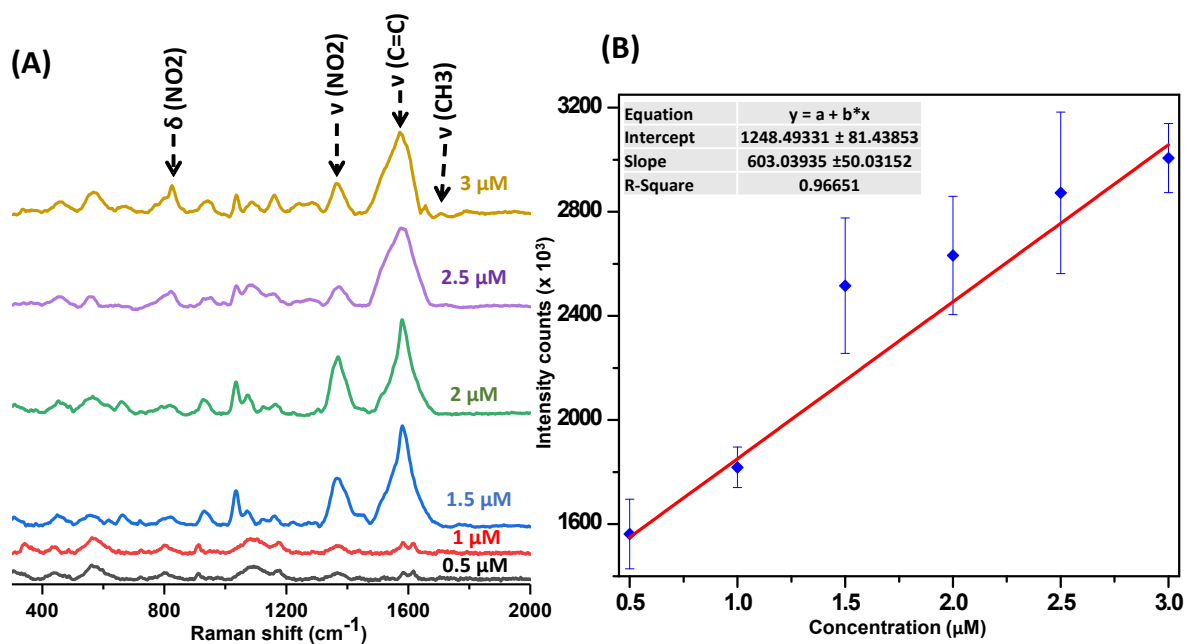 (A)
δ (NO2)
ν (NO2)
ν (C=C)
ν (CH3)
3 μM
2.5 μM
2 μM
1.5 μM
1 μM
0.5 μM
400 800 1200 1600 2000
Raman shift (cm-1)
(B)
Intensity counts (x 10³)
3200
2800
2400
2000
1600
Equation y = a + b*x
Intercept 1248.49331 ± 81.43853
Slope 603.03935 ±50.03152
R-Square 0.96651
0.5 1.0 1.5 2.0 2.5 3.0
Concentration (μM)